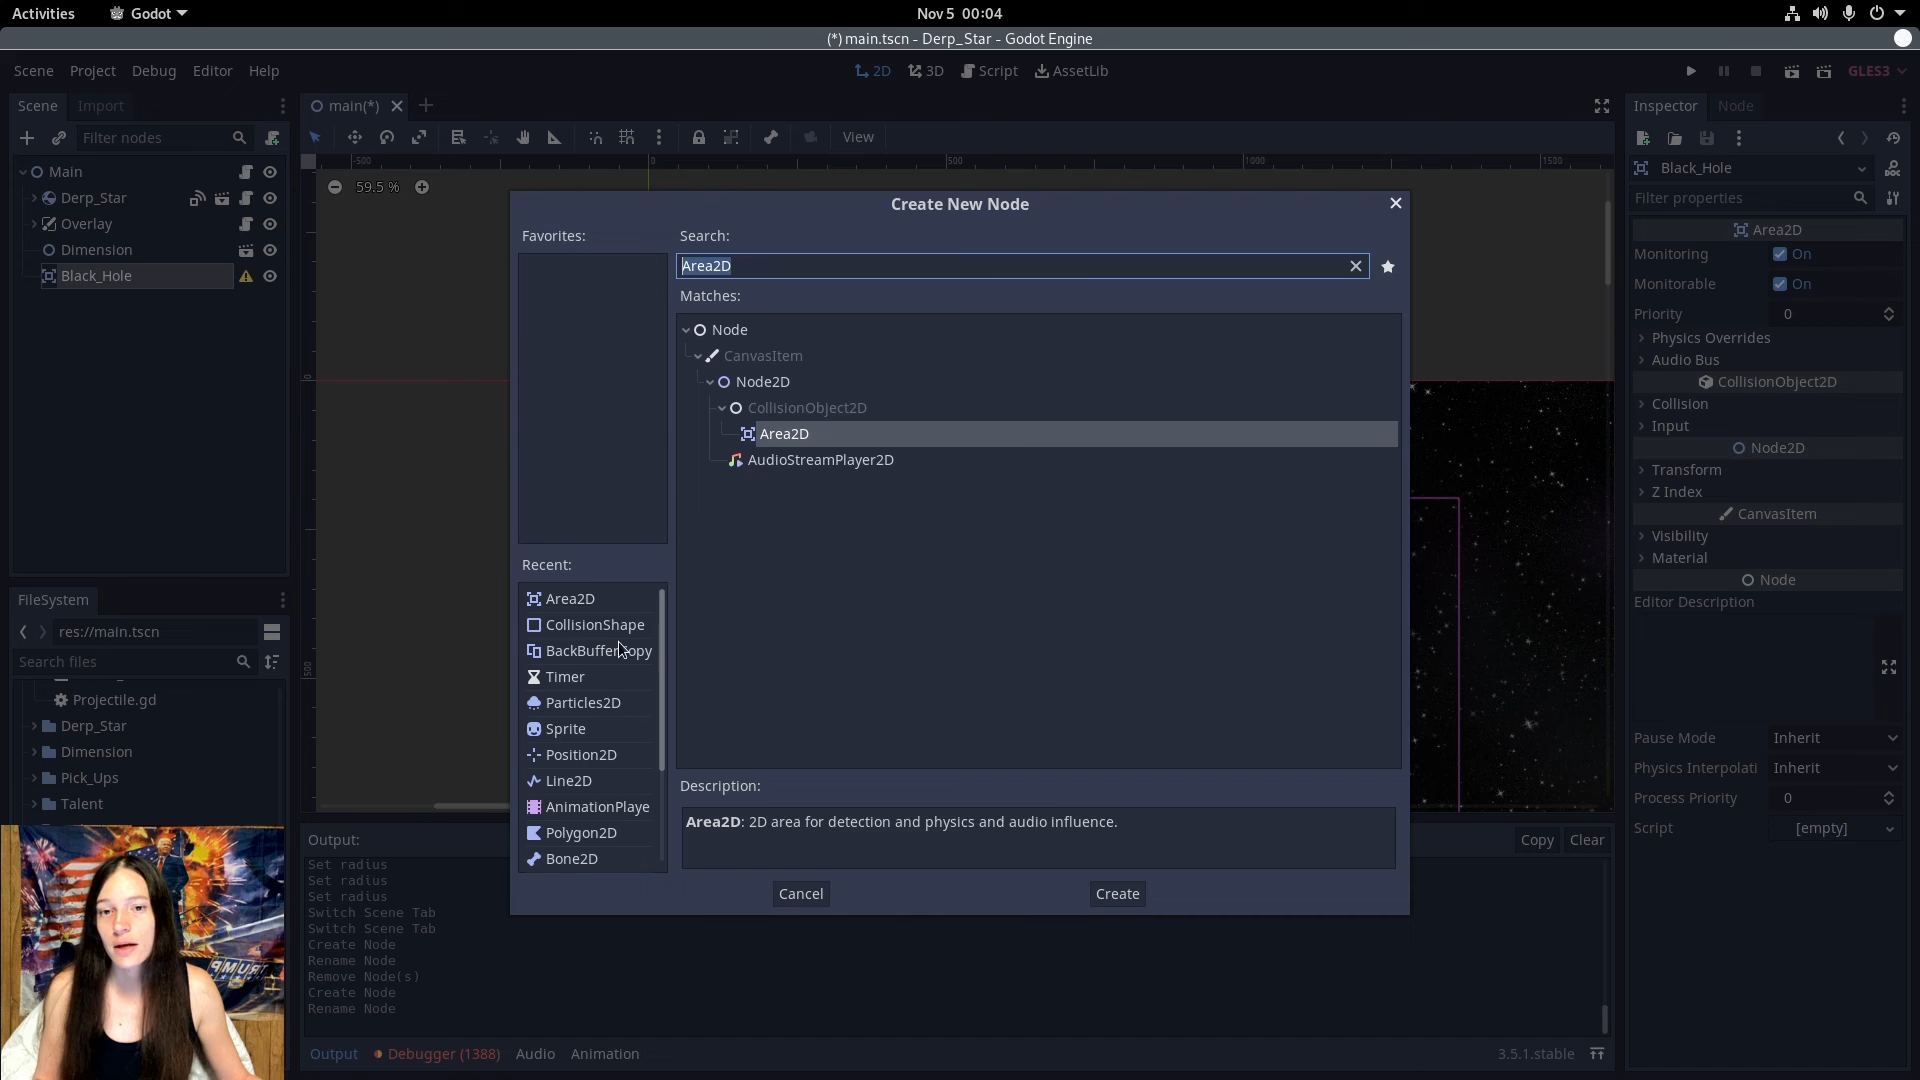 Activities
Godot
Nov 5 00:04
(*) main.tscn - Derp_Star - Godot Engine
Scene
Project
Debug
Editor
Help
2D
3D
Script
AssetLib
GLES3
Scene
Import
main(*)
Inspector
Node
Filter nodes
View
Main
Derp_Star
Overlay
Dimension
Black_Hole
-500
0
500
1000
1500
59.5 %
0
500
Create New Node
Favorites:
Search:
Area2D
Matches:
Node
CanvasItem
Node2D
CollisionObject2D
Area2D
AudioStreamPlayer2D
Recent:
Area2D
CollisionShape
BackBufferCopy
Timer
Particles2D
Sprite
Position2D
Line2D
AnimationPlaye
Polygon2D
Bone2D
Description:
Area2D: 2D area for detection and physics and audio influence.
Cancel
Create
Black_Hole
Filter properties
Area2D
Monitoring
On
Monitorable
On
Priority
0
Physics Overrides
Audio Bus
CollisionObject2D
Collision
Input
Node2D
Transform
Z Index
CanvasItem
Visibility
Material
Node
Editor Description
Pause Mode
Inherit
Physics Interpolati
Inherit
Process Priority
0
Script
[empty]
FileSystem
res://main.tscn
Search files
Projectile.gd
Derp_Star
Dimension
Pick_Ups
Talent
Output:
Copy
Clear
Set radius
Set radius
Set radius
Switch Scene Tab
Switch Scene Tab
Create Node
Rename Node
Remove Node(s)
Create Node
Rename Node
Output
Debugger (1388)
Audio
Animation
3.5.1.stable
TRUMP